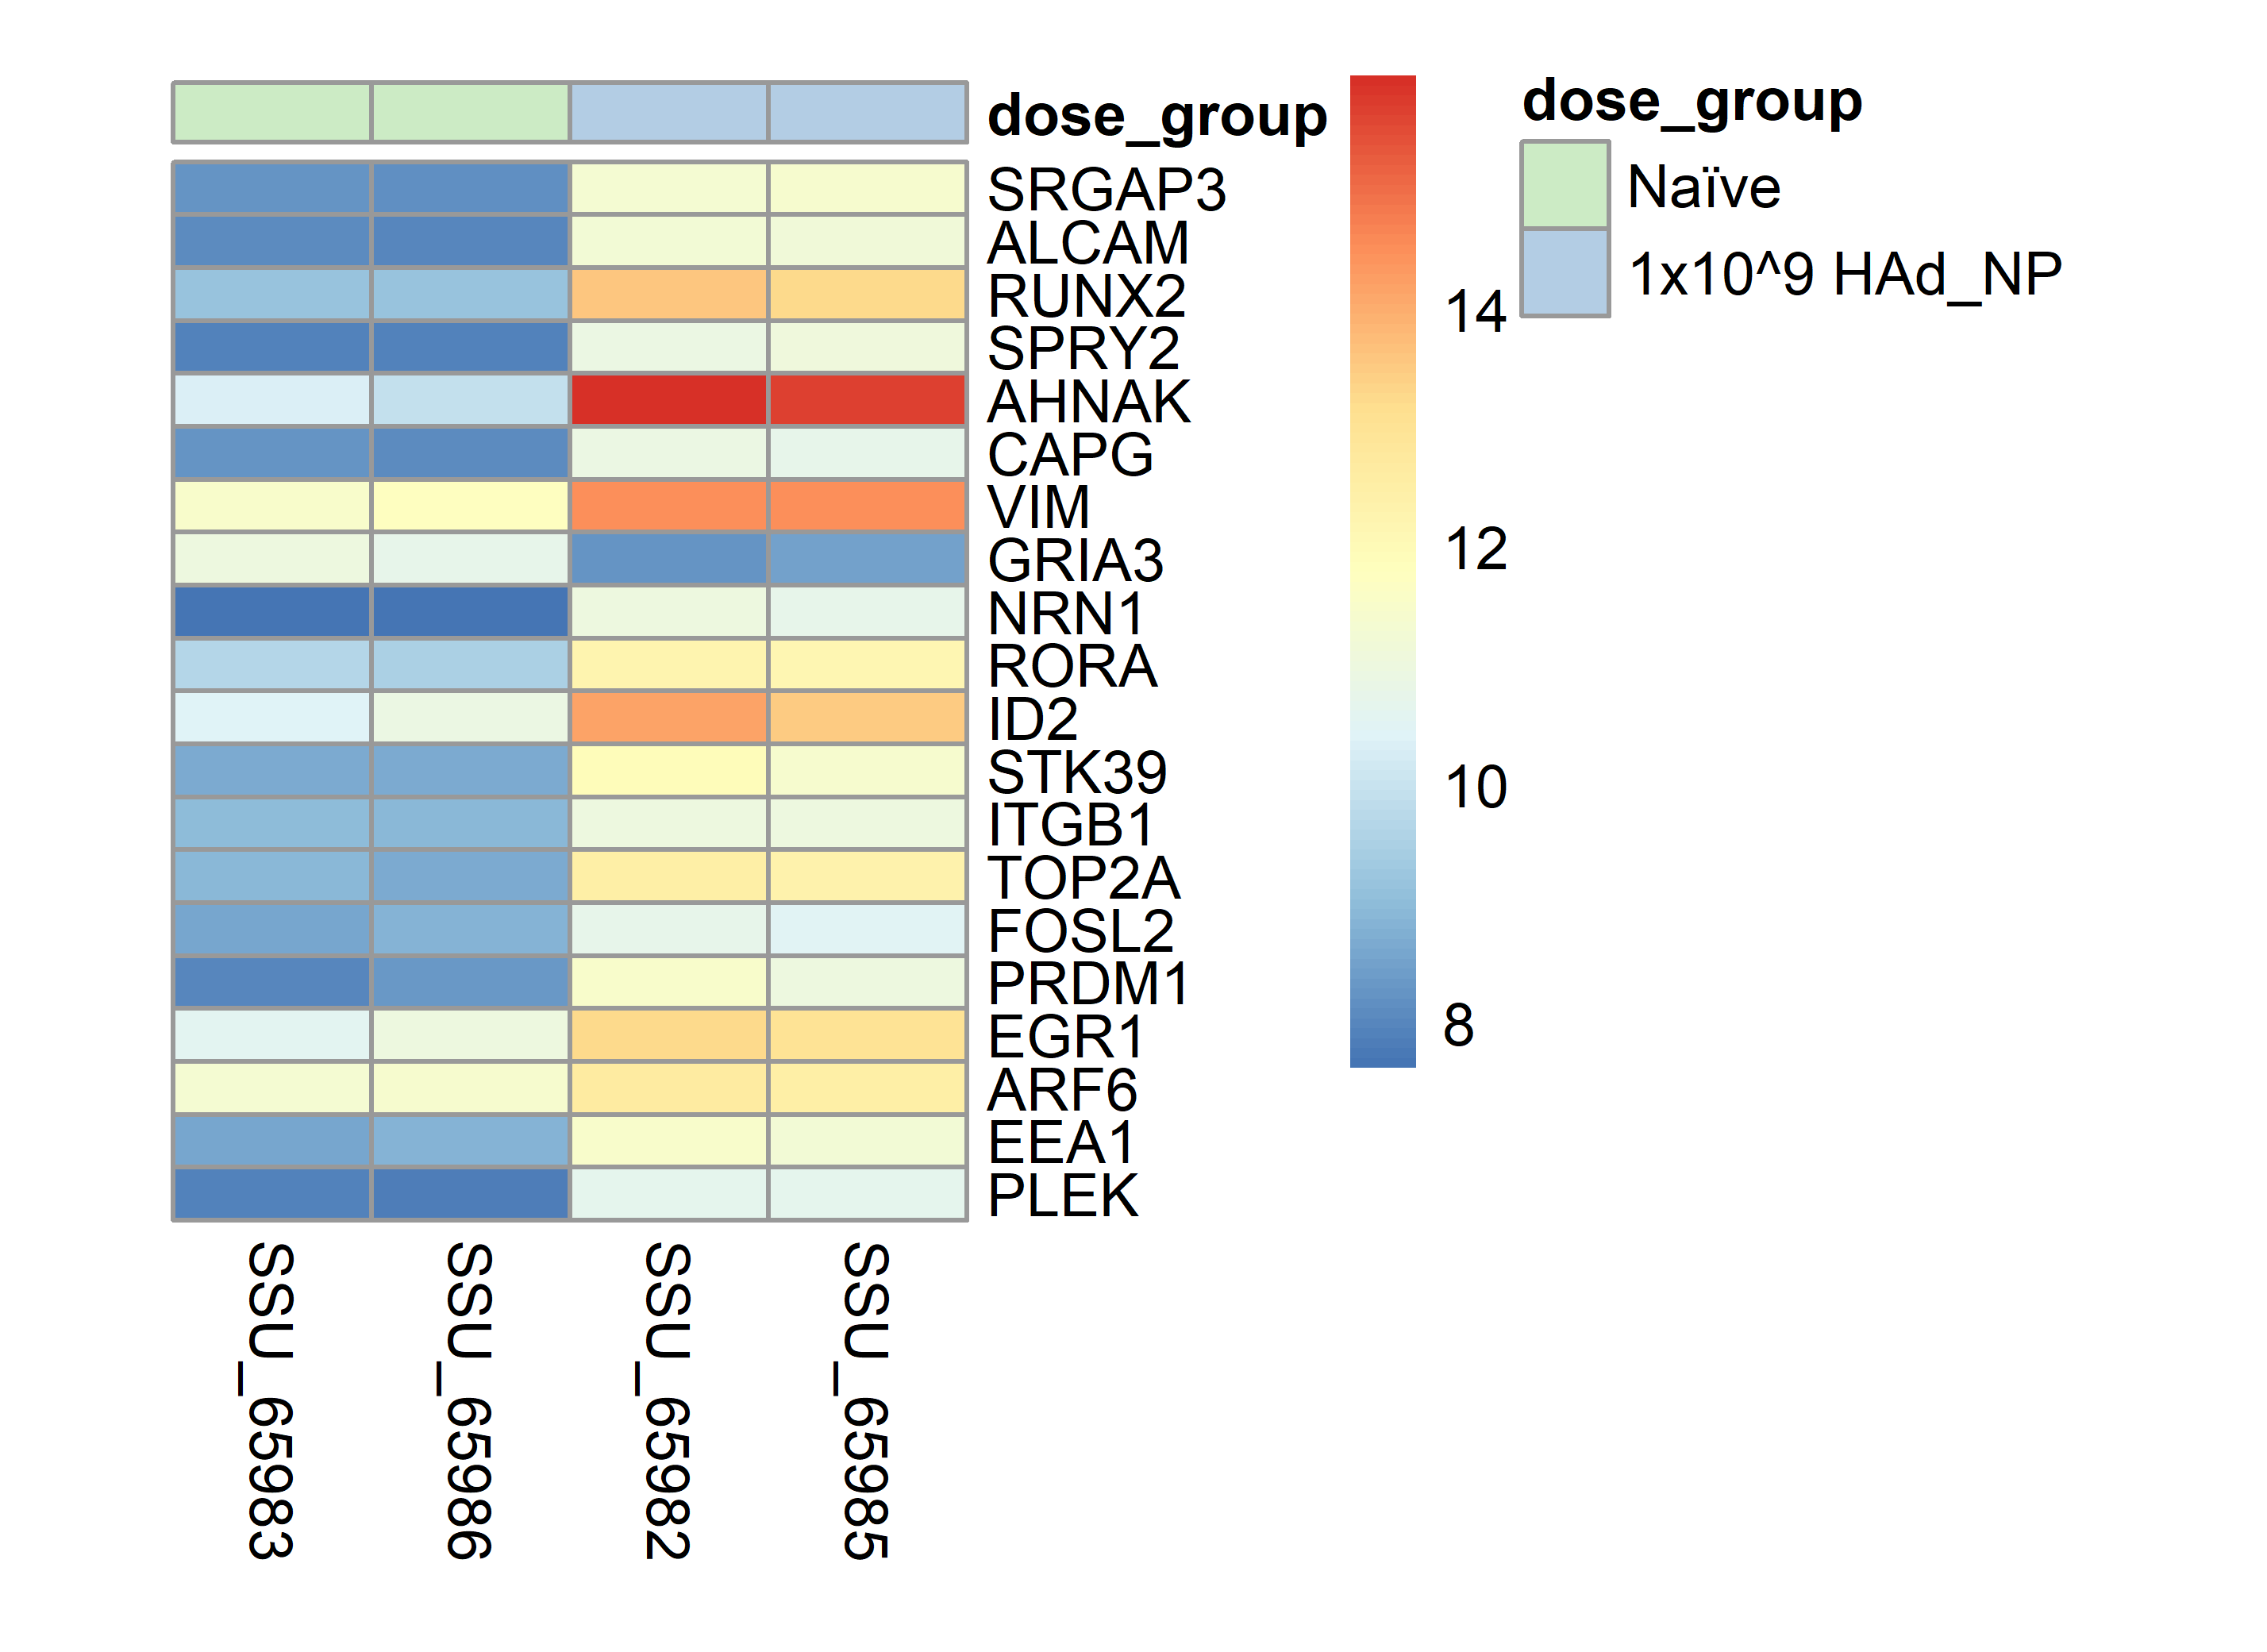 dose_group
SRGAP3
ALCAM
RUNX2
SPRY2
AHNAK
CAPG
VIM
GRIA3
NRN1
RORA
ID2
STK39
ITGB1
TOP2A
FOSL2
PRDM1
EGR1
ARF6
EEA1
PLEK
SSU_65983
SSU_65986
SSU_65982
SSU_65985
14
12
10
8
dose_group
Naïve
1x10^9 HAd_NP